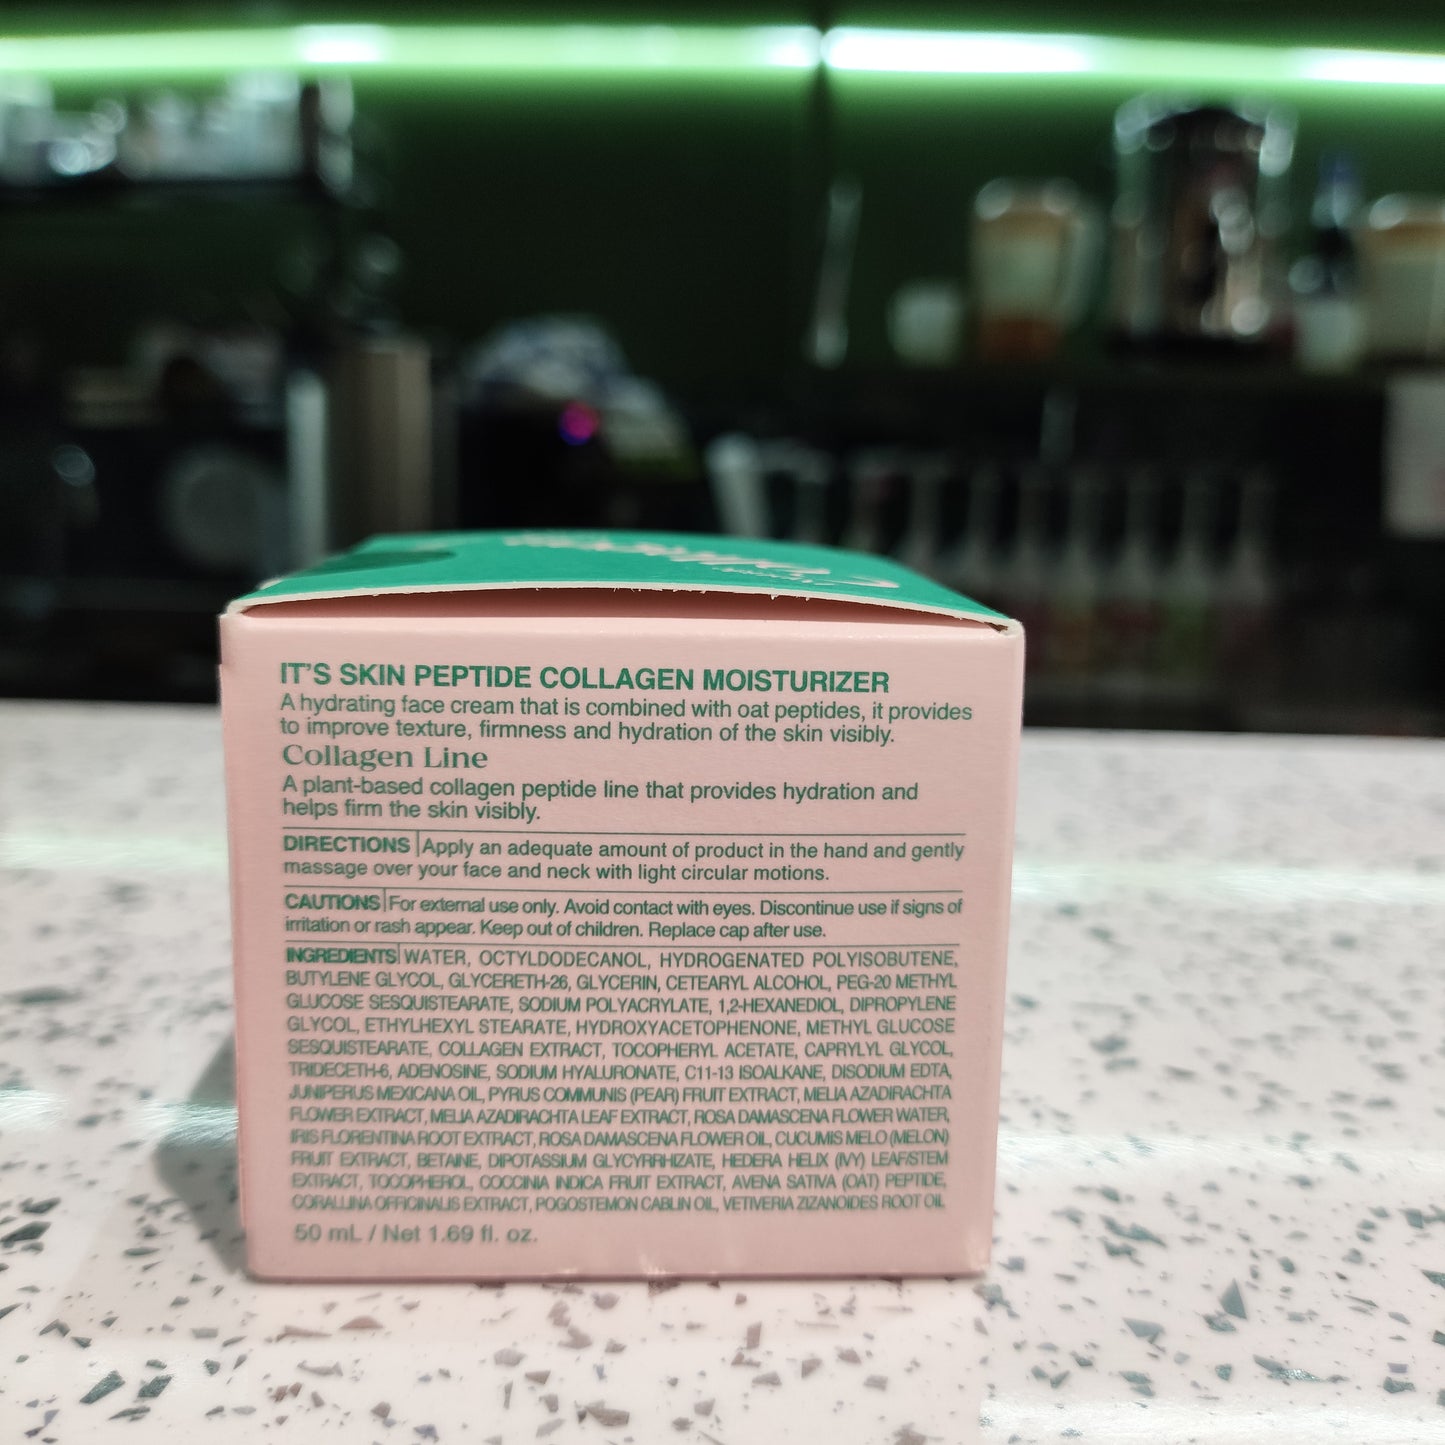 IT'S SKIN PEPTIDE COLLAGEN MOISTURIZER
A hydrating face cream that is combined with oat peptides, it provides
to improve texture, firmness and hydration of the skin visibly.
Collagen Line
A plant-based collagen peptide line that provides hydration and
helps firm the skin visibly.
DIRECTIONS Apply an adequate amount of product in the hand and gently
massage over your face and neck with light circular motions.
CAUTIONS For external use only. Avoid contact with eyes. Discontinue use if signs of
irritation or rash appear. Keep out of children. Replace cap after use.
INGREDIENTS WATER, OCTYLDODECANOL, HYDROGENATED POLYISOBUTENE,
BUTYLENE GLYCOL, GLYCERETH-26, GLYCERIN, CETEARYL ALCOHOL, PEG-20 METHYL
GLUCOSE SESQUISTEARATE, SODIUM POLYACRYLATE, 1,2-HEXANEDIOL, DIPROPYLENE
GLYCOL, ETHYLHEXYL STEARATE, HYDROXYACETOPHENONE, METHYL GLUCOSE
SESQUISTEARATE, COLLAGEN EXTRACT, TOCOPHERYL ACETATE, CAPRYLYL GLYCOL,
TRIDECETH-6, ADENOSINE, SODIUM HYALURONATE, C11-13 ISOALKANE, DISODIUM EDTA,
JUNIPERUS MEXICANA OIL, PYRUS COMMUNIS (PEAR) FRUIT EXTRACT, MELIA AZADIRACHTA
FLOWER EXTRACT, MELIA AZADIRACHTA LEAF EXTRACT, ROSA DAMASCENA FLOWER WATER,
IRIS FLORENTINA ROOT EXTRACT, ROSA DAMASCENA FLOWER OIL, CUCUMIS MELO (MELON)
FRUIT EXTRACT, BETAINE, DIPOTASSIUM GLYCYRRHIZATE, HEDERA HELIX (IVY) LEAF/STEM
EXTRACT, TOCOPHEROL, COCCINIA INDICA FRUIT EXTRACT, AVENA SATIVA (OAT) PEPTIDE,
CORALLINA OFFICINALIS EXTRACT, POGOSTEMON CABLIN OIL, VETIVERIA ZIZANOIDES ROOT OIL
50 mL / Net 1.69 fl. oz.